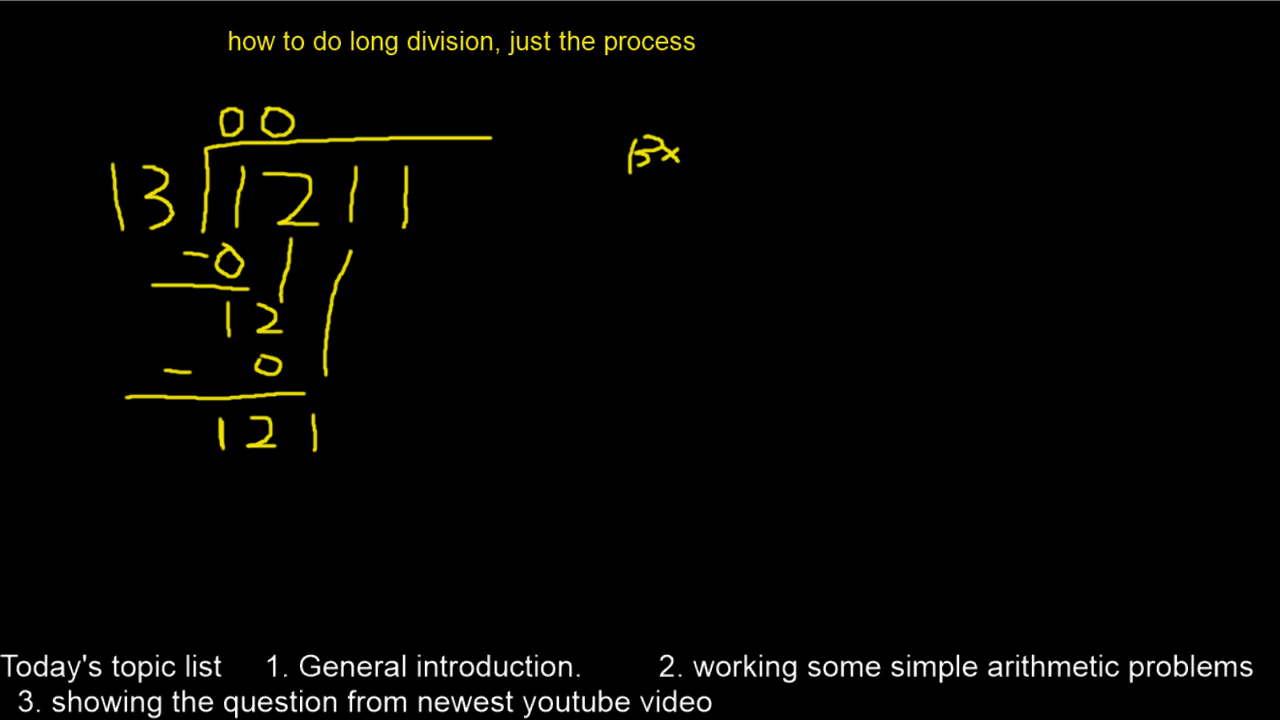 how to do long division, just the process
00
13 1211
-0
12
- 0
121
13x
Today's topic list 1. General introduction. 2. working some simple arithmetic problems
3. showing the question from newest youtube video